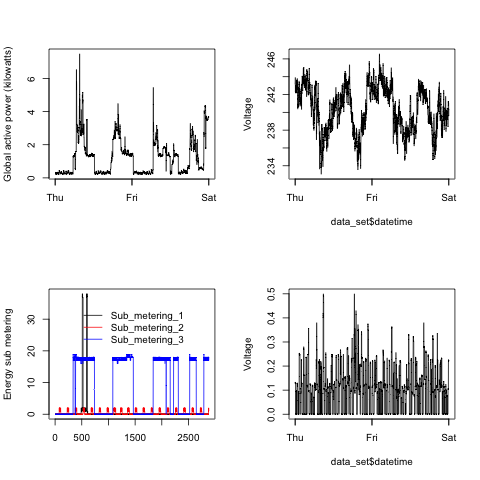 Global active power (kilowatts)
0 2 4 6
Thu Fri Sat
Voltage
234 238 242 246
Thu Fri Sat
data_set$datetime
Energy sub metering
0 10 20 30
Sub_metering_1
Sub_metering_2
Sub_metering_3
0 500 1500 2500
Voltage
0.0 0.1 0.2 0.3 0.4 0.5
Thu Fri Sat
data_set$datetime